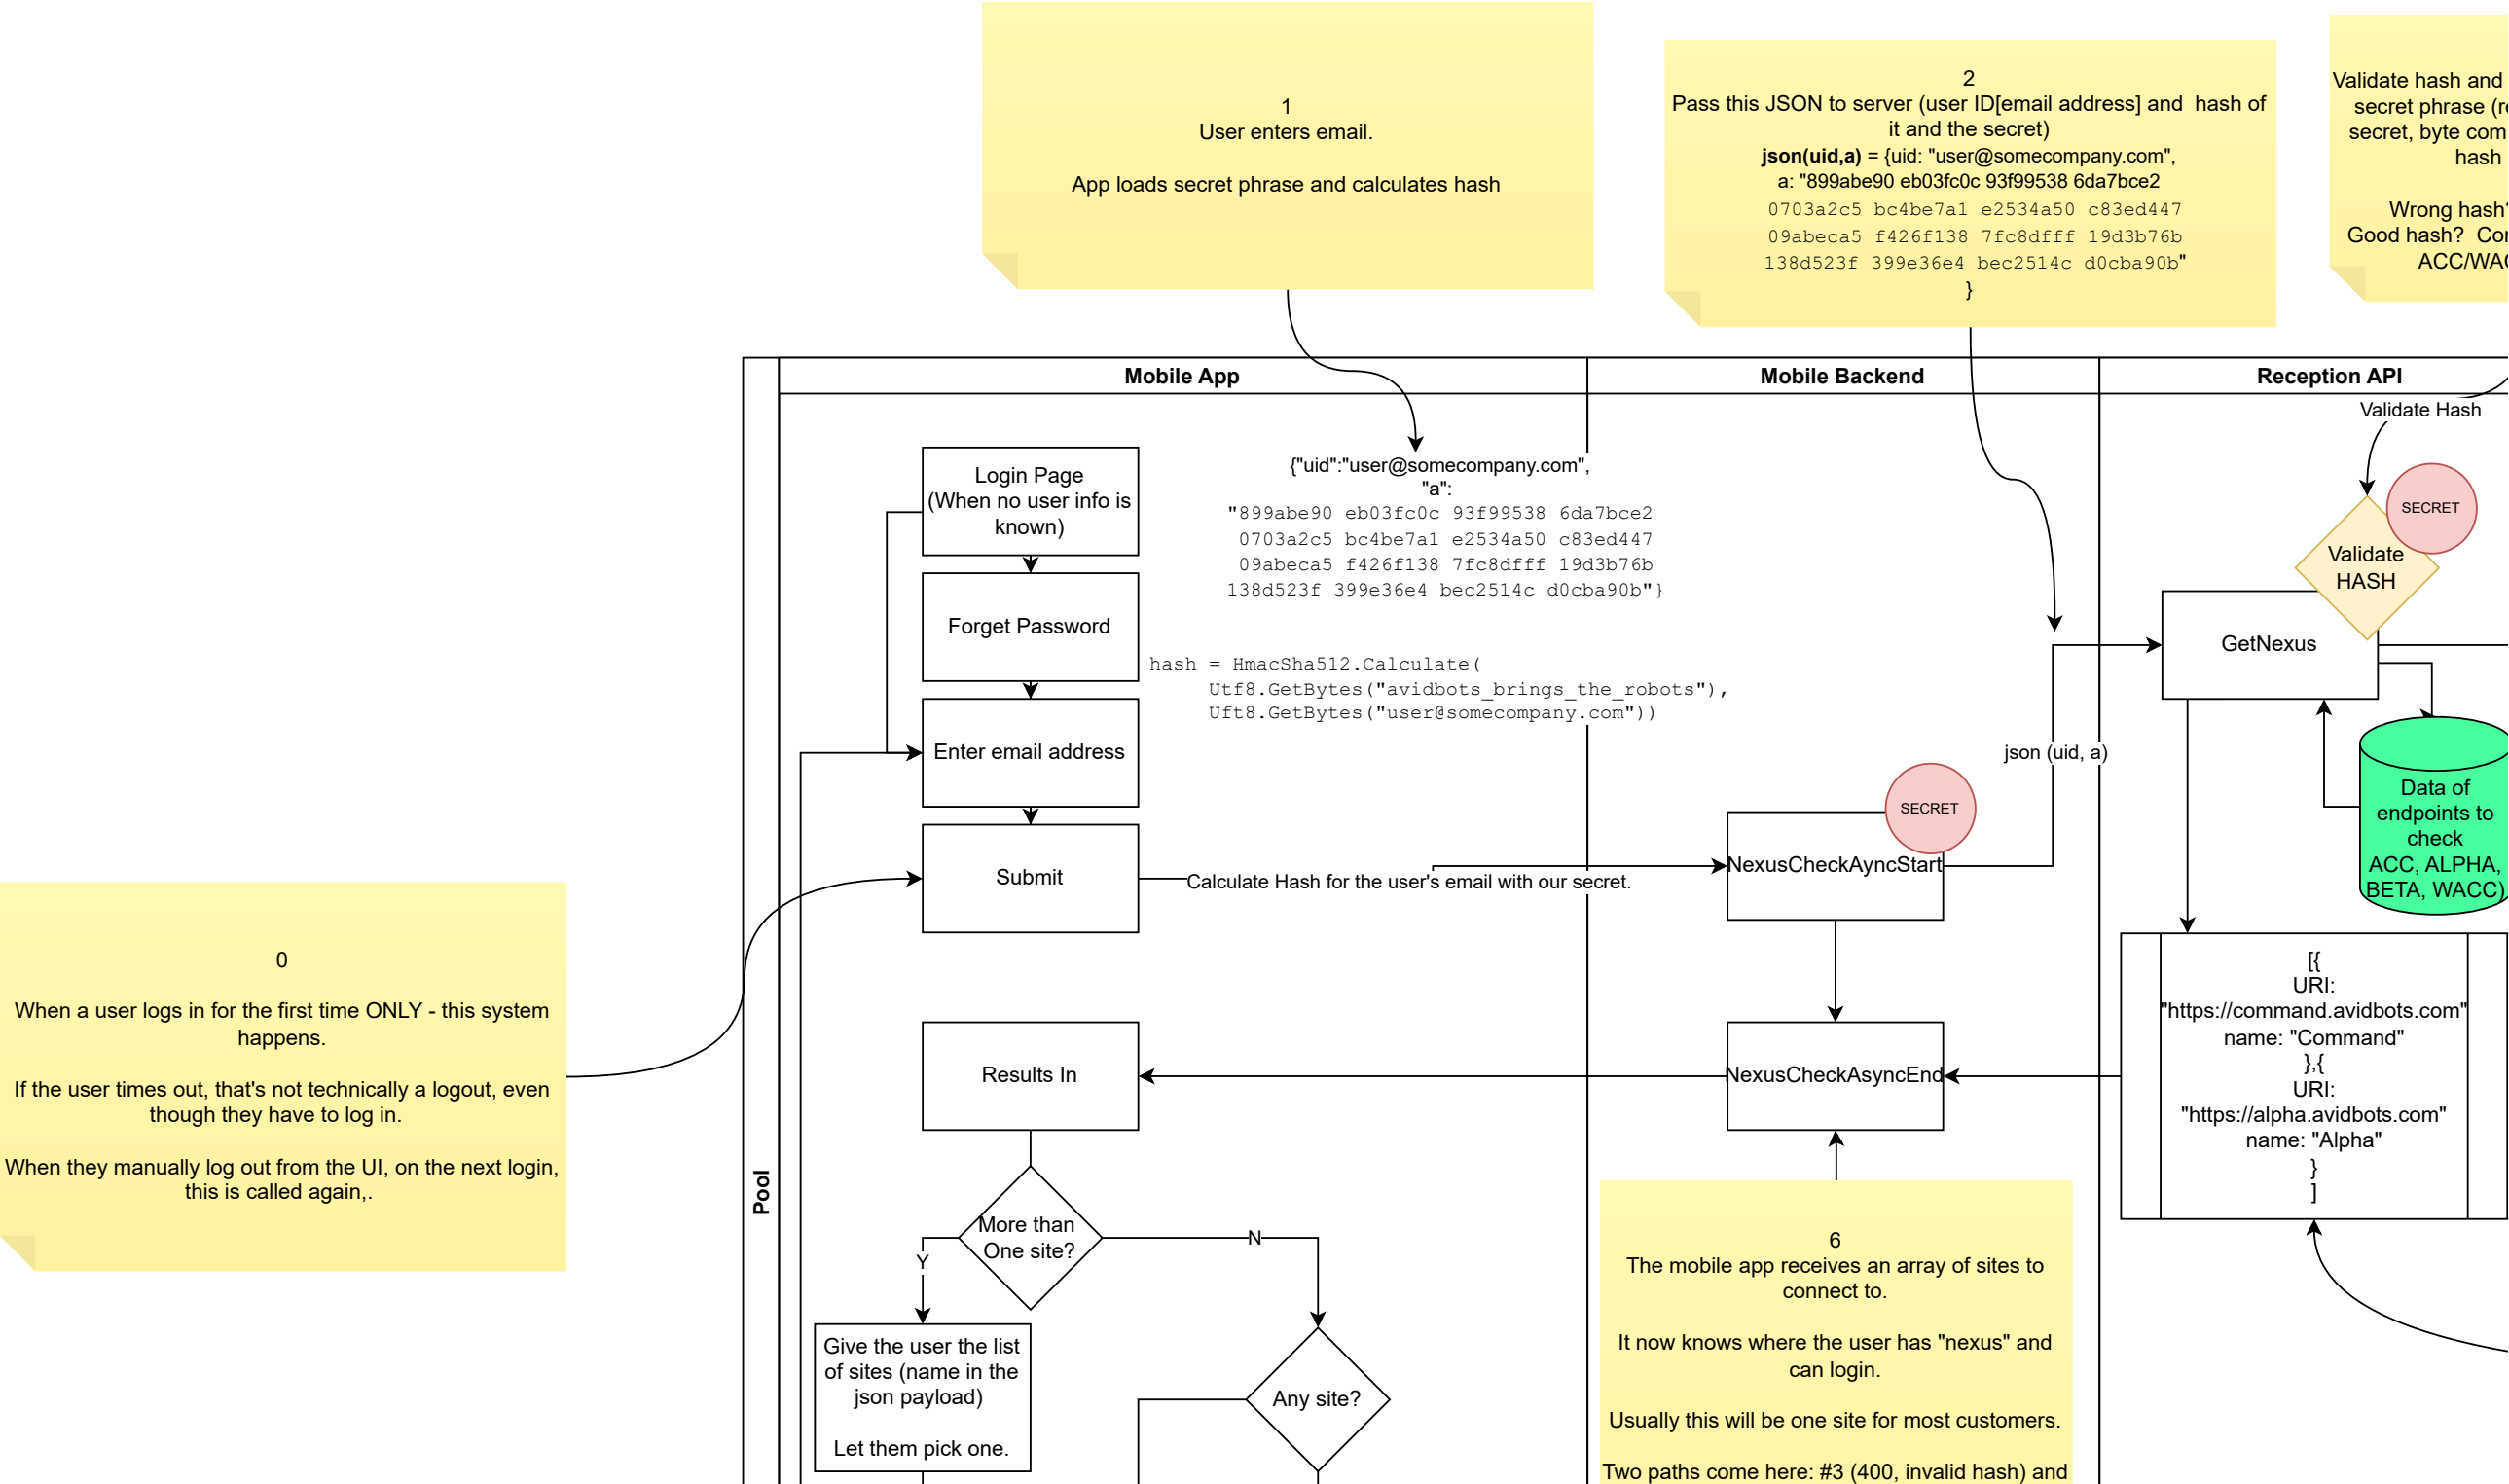 1
User enters email.
App loads secret phrase and calculates hash
2
Pass this JSON to server (user ID[email address] and  hash of
it and the secret)
json(uid,a) = {uid: "user@somecompany.com",
a: "899abe90 eb03fc0c 93f99538 6da7bce2
0703a2c5 bc4be7a1 e2534a50 c83ed447
09abeca5 f426f138 7fc8dfff 19d3b76b
138d523f 399e36e4 bec2514c d0cba90b"
}
Validate hash and
secret phrase (re
secret, byte com
hash
Wrong hash?
Good hash?  Con
ACC/WAC
Mobile App
Mobile Backend
Reception API
Validate Hash
SECRET
Validate
HASH
Login Page
(When no user info is
known)
{"uid":"user@somecompany.com",
"a":
"899abe90 eb03fc0c 93f99538 6da7bce2
0703a2c5 bc4be7a1 e2534a50 c83ed447
09abeca5 f426f138 7fc8dfff 19d3b76b
138d523f 399e36e4 bec2514c d0cba90b"}
Forget Password
hash = HmacSha512.Calculate(
Utf8.GetBytes("avidbots_brings_the_robots"),
Uft8.GetBytes("user@somecompany.com"))
GetNexus
Enter email address
json (uid, a)
Data of
endpoints to
check
ACC, ALPHA,
BETA, WACC)
SECRET
Submit
Calculate Hash for the user's email with our secret.
NexusCheckAyncStart
0
When a user logs in for the first time ONLY - this system
happens.
If the user times out, that's not technically a logout, even
though they have to log in.
When they manually log out from the UI, on the next login,
this is called again,.
Pool
Results In
NexusCheckAsyncEnd
[{
URI:
"https://command.avidbots.com"
name: "Command"
},{
URI:
"https://alpha.avidbots.com"
name: "Alpha"
}
]
More than
One site?
Y
N
Give the user the list
of sites (name in the
json payload)
Let them pick one.
Any site?
6
The mobile app receives an array of sites to
connect to.
It now knows where the user has "nexus" and
can login.
Usually this will be one site for most customers.
Two paths come here: #3 (400, invalid hash) and